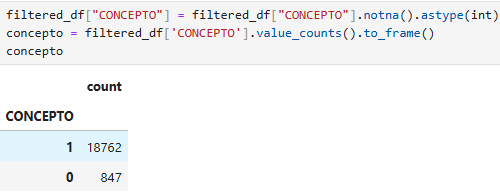 filtered_df["CONCEPTO"] = filtered_df["CONCEPTO"].notna().astype(int)
concepto = filtered_df['CONCEPTO'].value_counts().to_frame()
concepto
count
CONCEPTO
1 18762
0 847